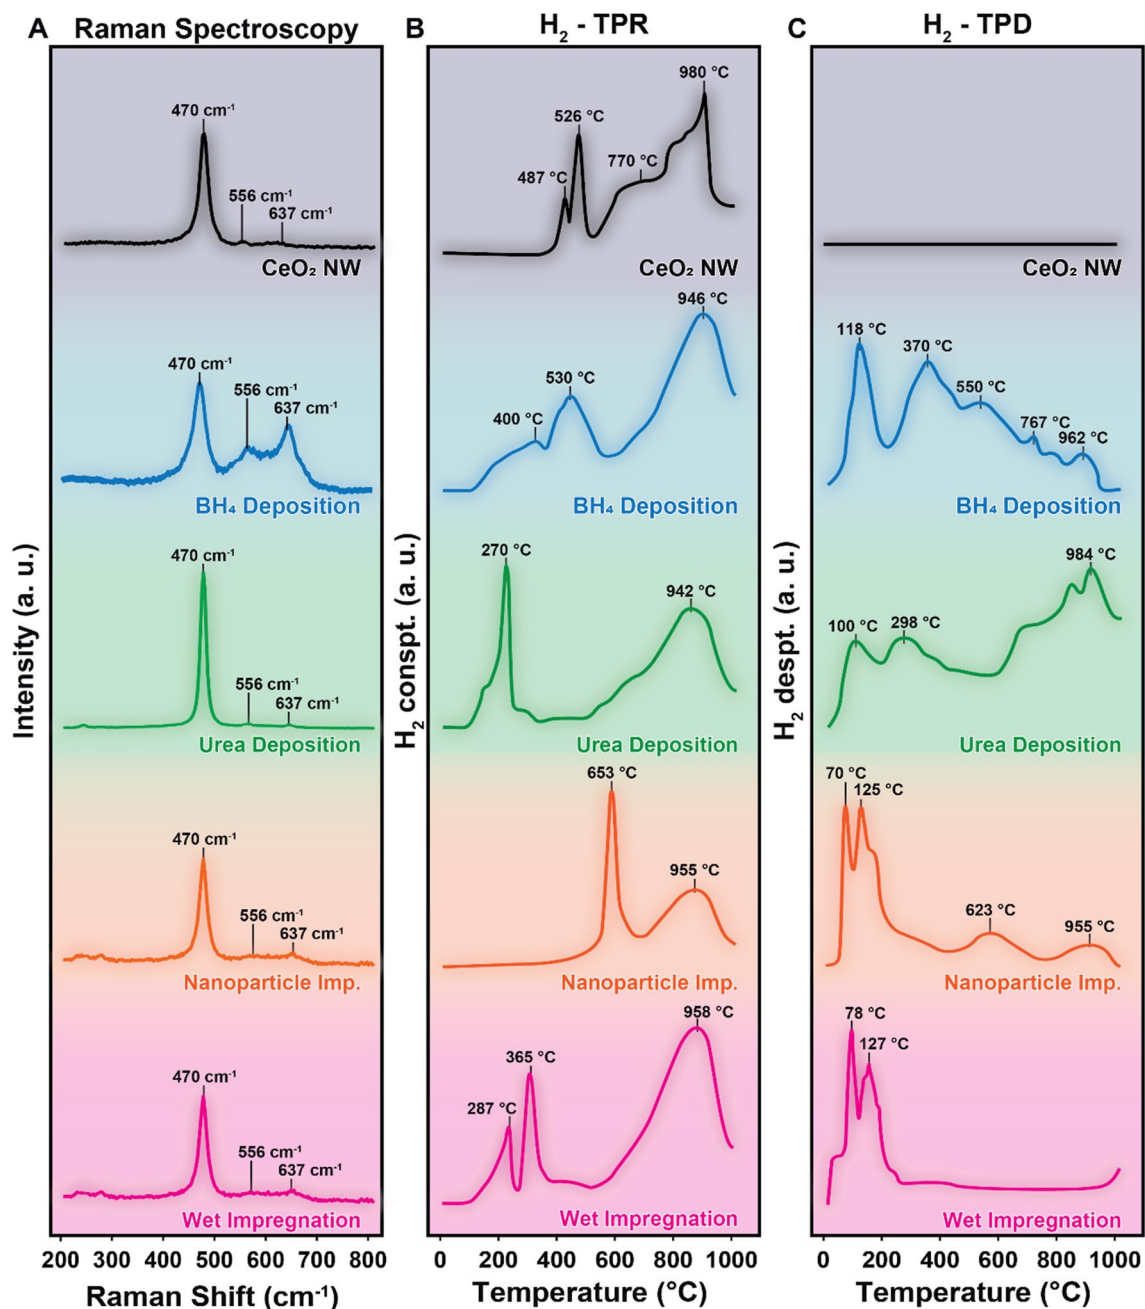 A Raman Spectroscopy
470 cm⁻¹
556 cm⁻¹
637 cm⁻¹
CeO₂ NW
470 cm⁻¹
556 cm⁻¹
637 cm⁻¹
BH₄ Deposition
470 cm⁻¹
556 cm⁻¹
637 cm⁻¹
Urea Deposition
470 cm⁻¹
556 cm⁻¹
637 cm⁻¹
Nanoparticle Imp.
470 cm⁻¹
556 cm⁻¹
637 cm⁻¹
Wet Impregnation
Intensity (a. u.)
200 300 400 500 600 700 800
Raman Shift (cm⁻¹)
B H₂ - TPR
980 °C
526 °C
770 °C
487 °C
CeO₂ NW
946 °C
530 °C
400 °C
BH₄ Deposition
270 °C
942 °C
Urea Deposition
653 °C
955 °C
Nanoparticle Imp.
958 °C
365 °C
287 °C
Wet Impregnation
H₂ conspt. (a. u.)
0 200 400 600 800 1000
Temperature (°C)
C H₂ - TPD
CeO₂ NW
118 °C
370 °C
550 °C
767 °C
962 °C
BH₄ Deposition
984 °C
100 °C
298 °C
Urea Deposition
70 °C
125 °C
623 °C
955 °C
Nanoparticle Imp.
78 °C
127 °C
Wet Impregnation
H₂ despt. (a. u.)
0 200 400 600 800 1000
Temperature (°C)